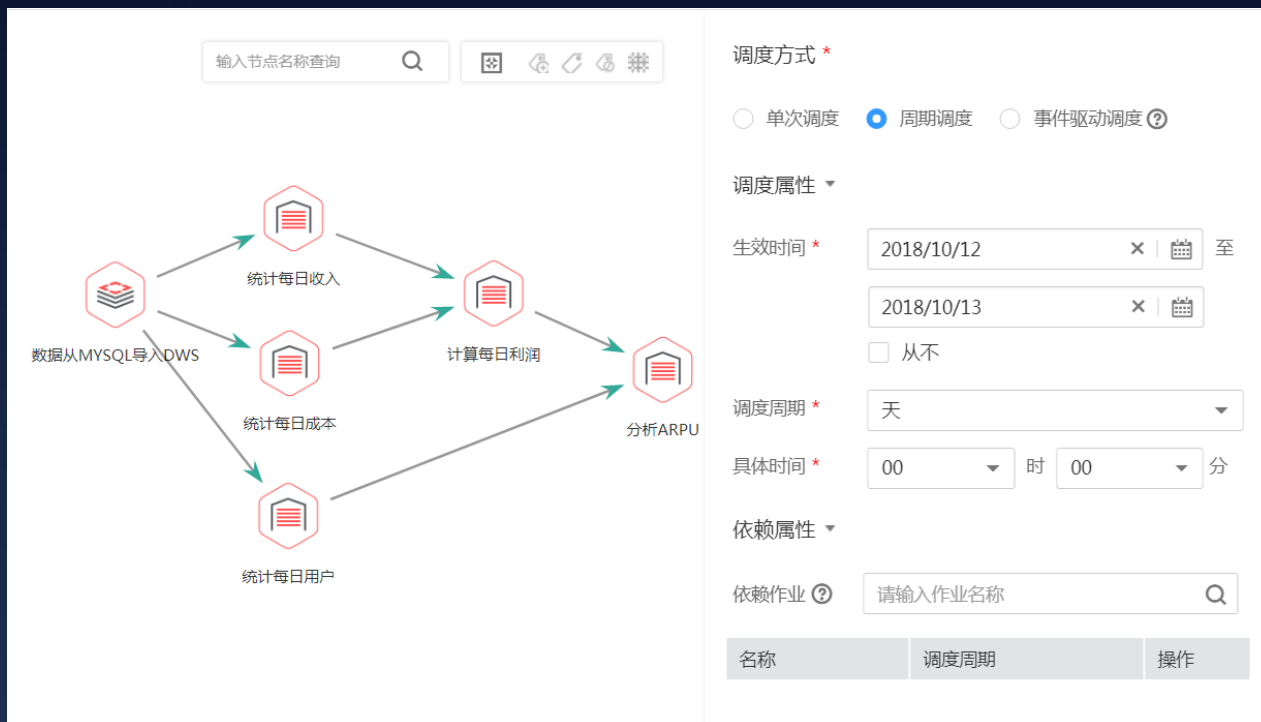 输入节点名称查询
统计每日收入
数据从MYSQL导入DWS
计算每日利润
统计每日成本
分析ARPU
统计每日用户
调度方式 *
单次调度 周期调度 事件驱动调度 ?
调度属性
生效时间 * 2018/10/12 至
2018/10/13
从不
调度周期 * 天
具体时间 * 00 时 00 分
依赖属性
依赖作业 ? 请输入作业名称
名称 调度周期 操作